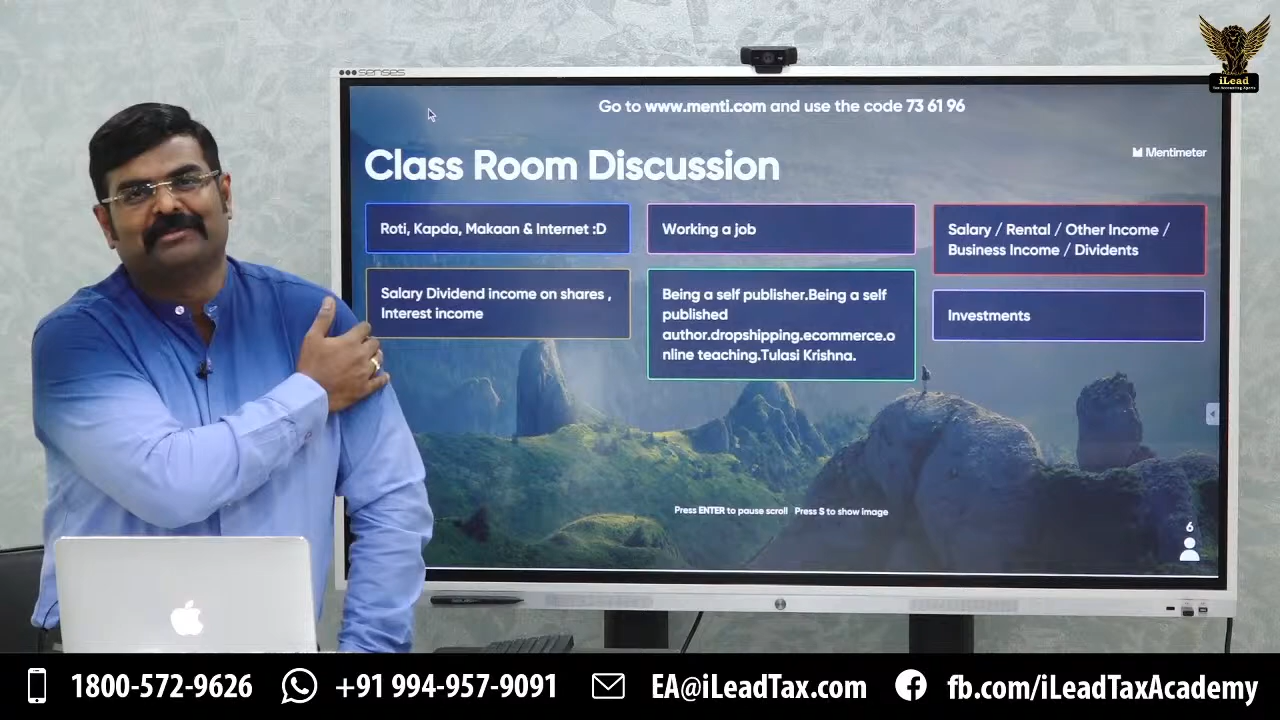 senses
iLead
Go to www.menti.com and use the code 73 61 96
Mentimeter
Class Room Discussion
Roti, Kapda, Makaan & Internet :D
Working a job
Salary / Rental / Other Income /
Business Income / Dividents
Salary Dividend income on shares ,
Interest income
Being a self publisher.Being a self
published
author.dropshipping.ecommerce.o
nline teaching.Tulasi Krishna.
Investments
Press ENTER to pause scroll Press S to show image
6
1800-572-9626
+91 994-957-9091
EA@iLeadTax.com
fb.com/iLeadTaxAcademy